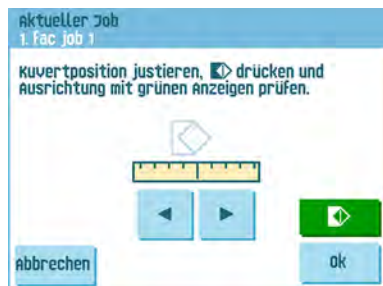 Aktueller Job
1. Fac job 1
Kuvertposition justieren, drücken und
Ausrichtung mit grünen Anzeigen prüfen.
Abbrechen
Ok